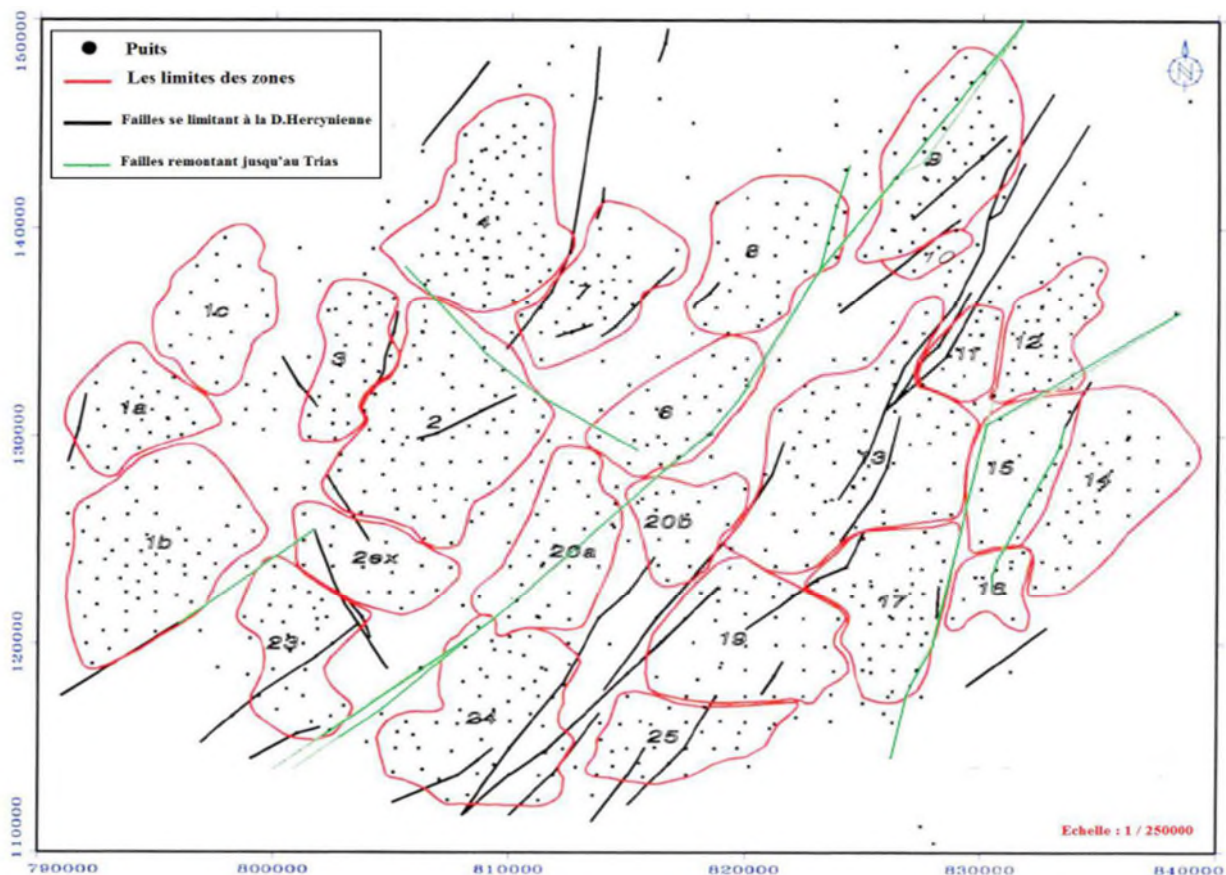 Puits
Les limites des zones
Failles se limitant à la D.Hercynienne
Failles remontant jusqu'au Trias
N
150000
140000
130000
120000
110000
9
4
8
10
1c
7
3
11
12
1a
2
6
13
15
14
1b
20b
20a
2ex
16
17
23
19
24
25
Echelle : 1 / 250000
790000
800000
810000
820000
830000
840000